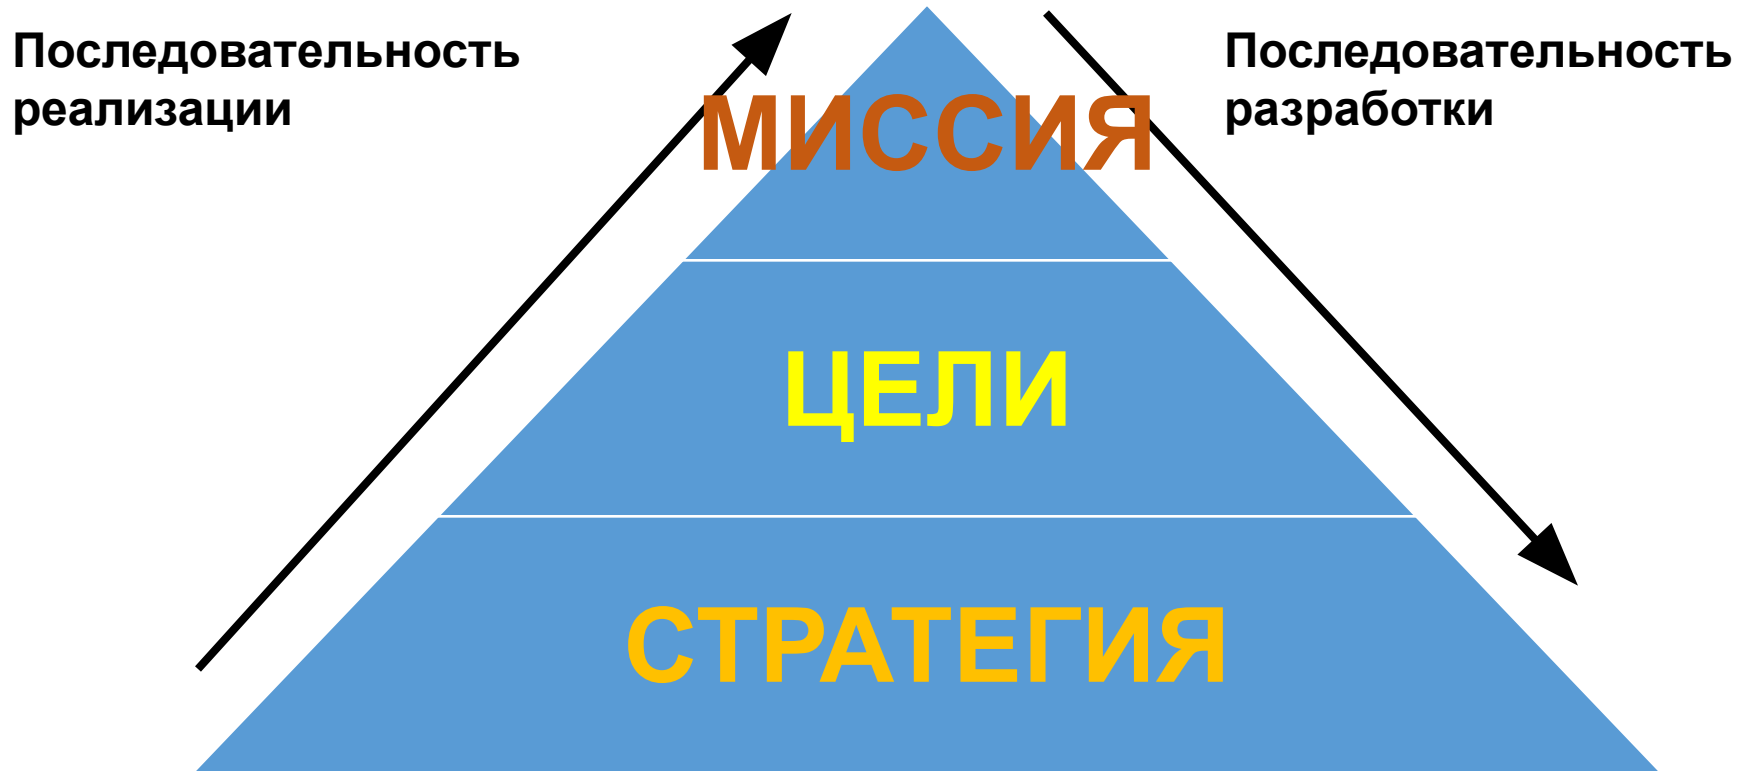 Последовательность
реализации
Последовательность
разработки
МИССИЯ
ЦЕЛИ
СТРАТЕГИЯ